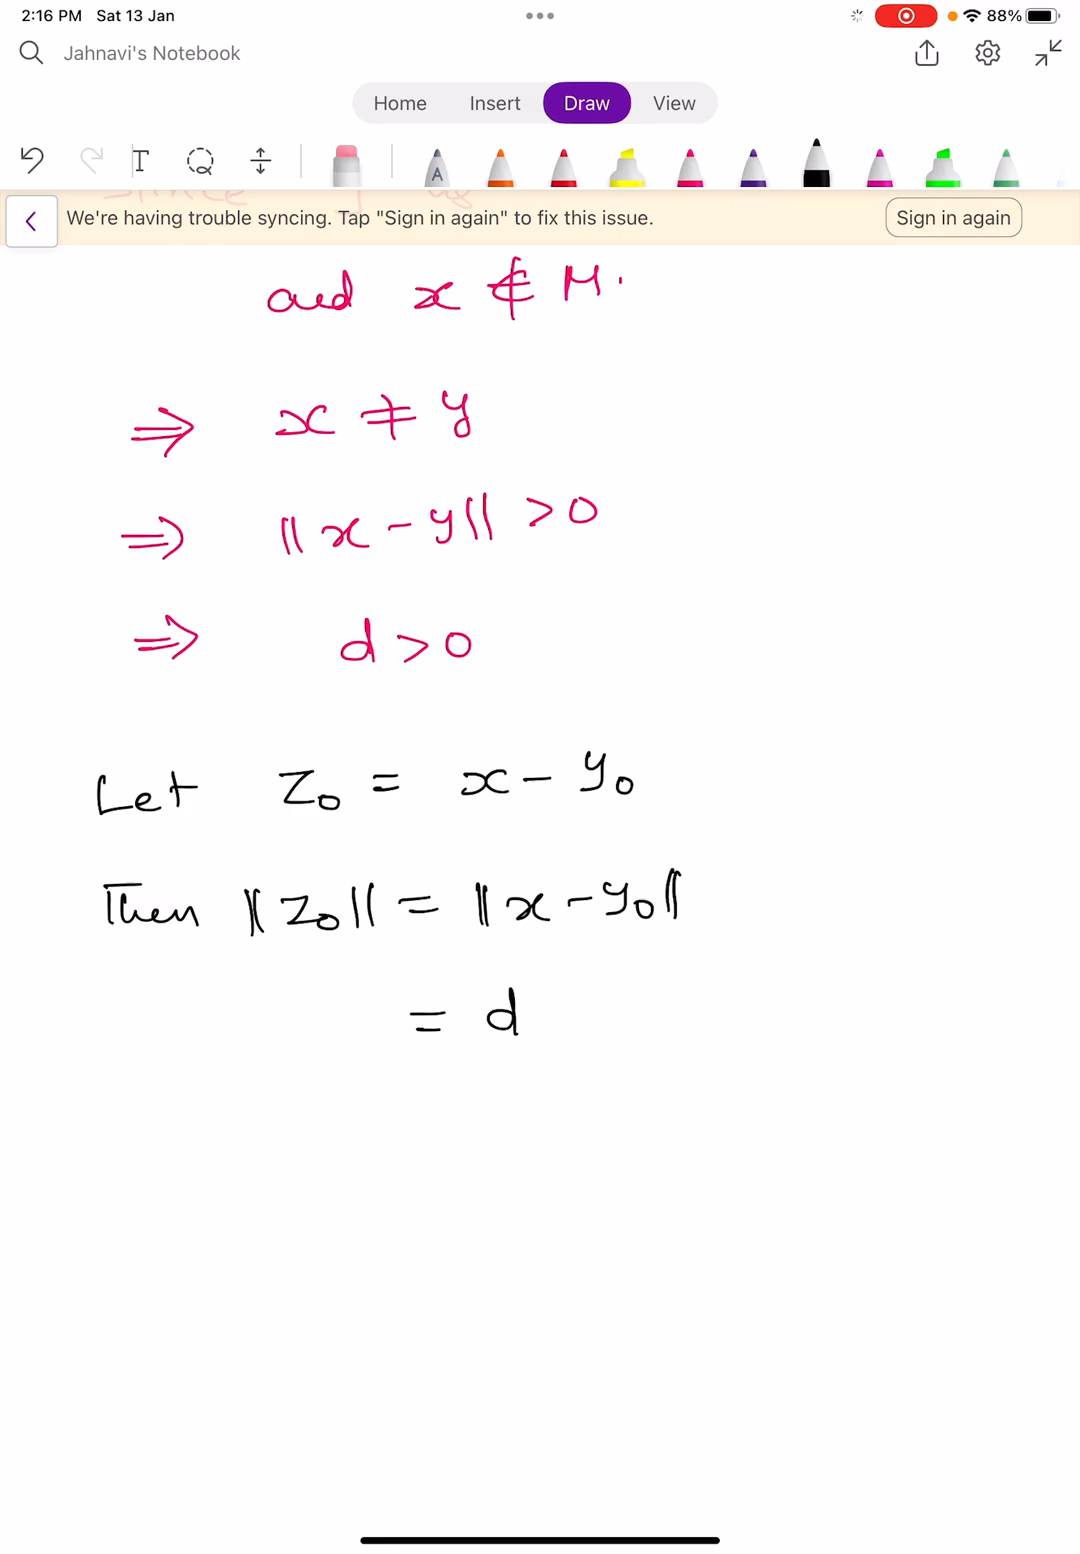 2:16 PM Sat 13 Jan
88%
Jahnavi's Notebook
Home Insert Draw View
T
A
We're having trouble syncing. Tap "Sign in again" to fix this issue.
Sign in again
and x ∉ M.
⇒ x ≠ y
⇒ ||x - y|| > 0
⇒ d > 0
Let z₀ = x - y₀
Then ||z₀|| = ||x - y₀||
= d